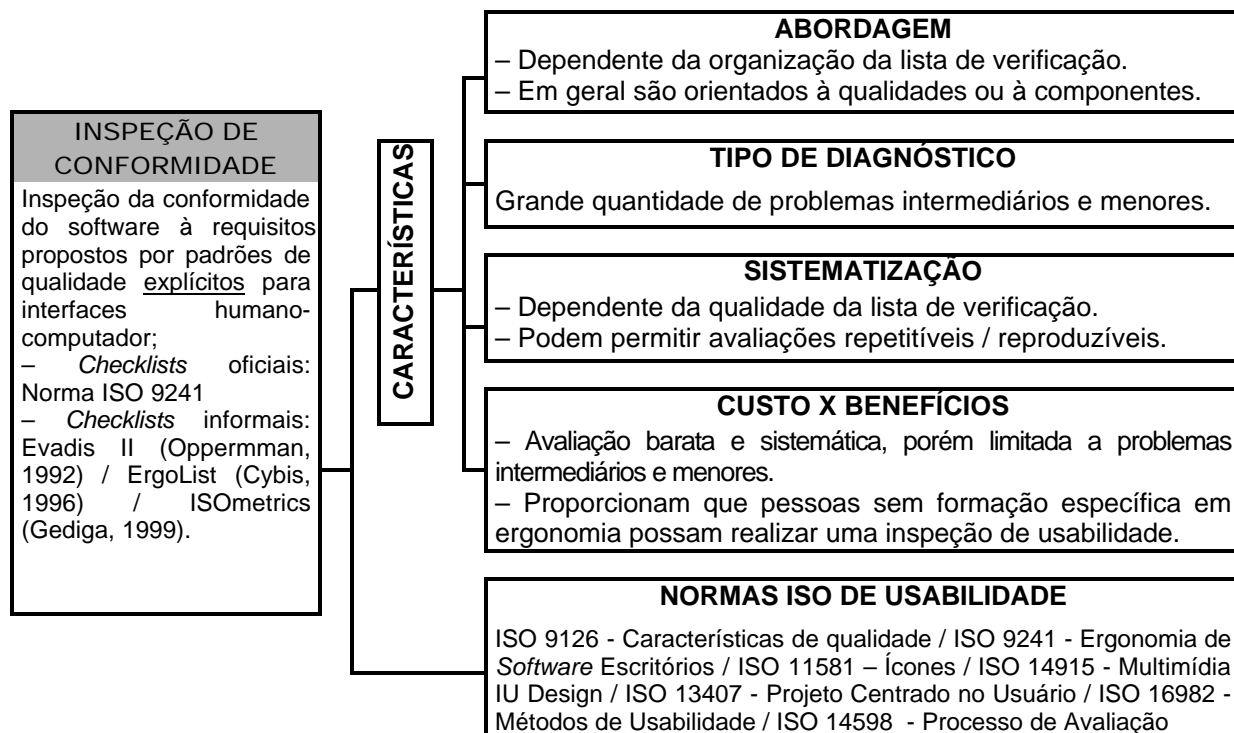 INSPEÇÃO DE
CONFORMIDADE
Inspeção da conformidade
do software à requisitos
propostos por padrões de
qualidade explícitos para
interfaces humano-
computador;
– Checklists oficiais:
Norma ISO 9241
– Checklists informais:
Evadis II (Oppermman,
1992) / ErgoList (Cybis,
1996) / ISOmetrics
(Gediga, 1999).
CARACTERÍSTICAS
ABORDAGEM
– Dependente da organização da lista de verificação.
– Em geral são orientados à qualidades ou à componentes.
TIPO DE DIAGNÓSTICO
Grande quantidade de problemas intermediários e menores.
SISTEMATIZAÇÃO
– Dependente da qualidade da lista de verificação.
– Podem permitir avaliações repetitíveis / reproduzíveis.
CUSTO X BENEFÍCIOS
– Avaliação barata e sistemática, porém limitada a problemas
intermediários e menores.
– Proporcionam que pessoas sem formação específica em
ergonomia possam realizar uma inspeção de usabilidade.
NORMAS ISO DE USABILIDADE
ISO 9126 - Características de qualidade / ISO 9241 - Ergonomia de
Software Escritórios / ISO 11581 – Ícones / ISO 14915 - Multimídia
IU Design / ISO 13407 - Projeto Centrado no Usuário / ISO 16982 -
Métodos de Usabilidade / ISO 14598 - Processo de Avaliação